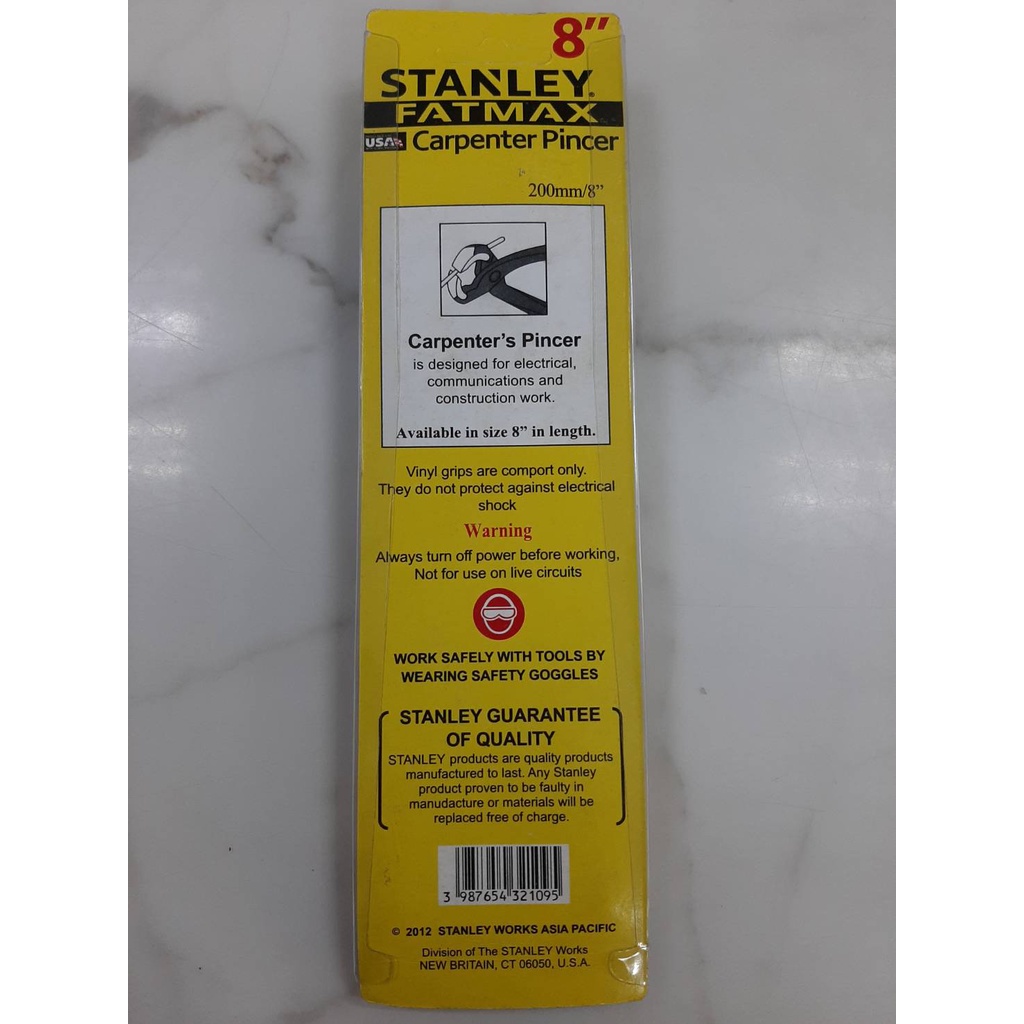 8"
STANLEY®
FATMAX
USA Carpenter Pincer
200mm/8"
Carpenter's Pincer
is designed for electrical,
communications and
construction work.
Available in size 8" in length.
Vinyl grips are comport only.
They do not protect against electrical
shock
Warning
Always turn off power before working,
Not for use on live circuits
WORK SAFELY WITH TOOLS BY
WEARING SAFETY GOGGLES
STANLEY GUARANTEE
OF QUALITY
STANLEY products are quality products
manufactured to last. Any Stanley
product proven to be faulty in
manudacture or materials will be
replaced free of charge.
3 987654 321095
© 2012 STANLEY WORKS ASIA PACIFIC
Division of The STANLEY Works
NEW BRITAIN, CT 06050, U.S.A.